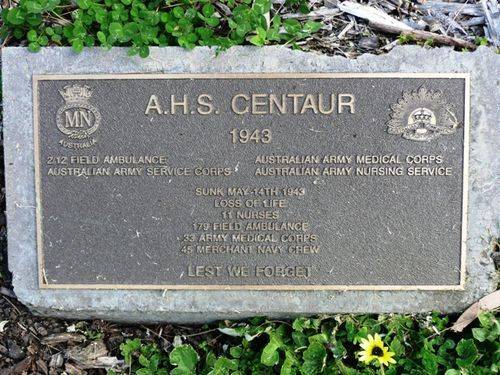 A.H.S. CENTAUR
1943
MN
AUSTRALIA
2/12 FIELD AMBULANCE
AUSTRALIAN ARMY SERVICE CORPS
AUSTRALIAN ARMY MEDICAL CORPS
AUSTRALIAN ARMY NURSING SERVICE
SUNK MAY 14TH 1943
LOSS OF LIFE
11 NURSES
179 FIELD AMBULANCE
33 ARMY MEDICAL CORPS
45 MERCHANT NAVY CREW
LEST WE FORGET